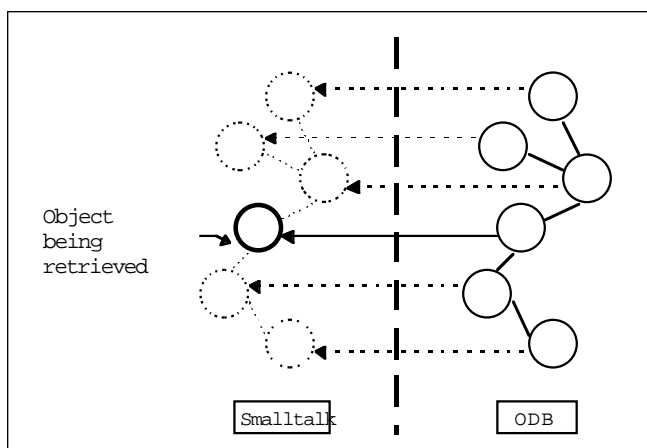 Object
being
retrieved
Smalltalk
ODB